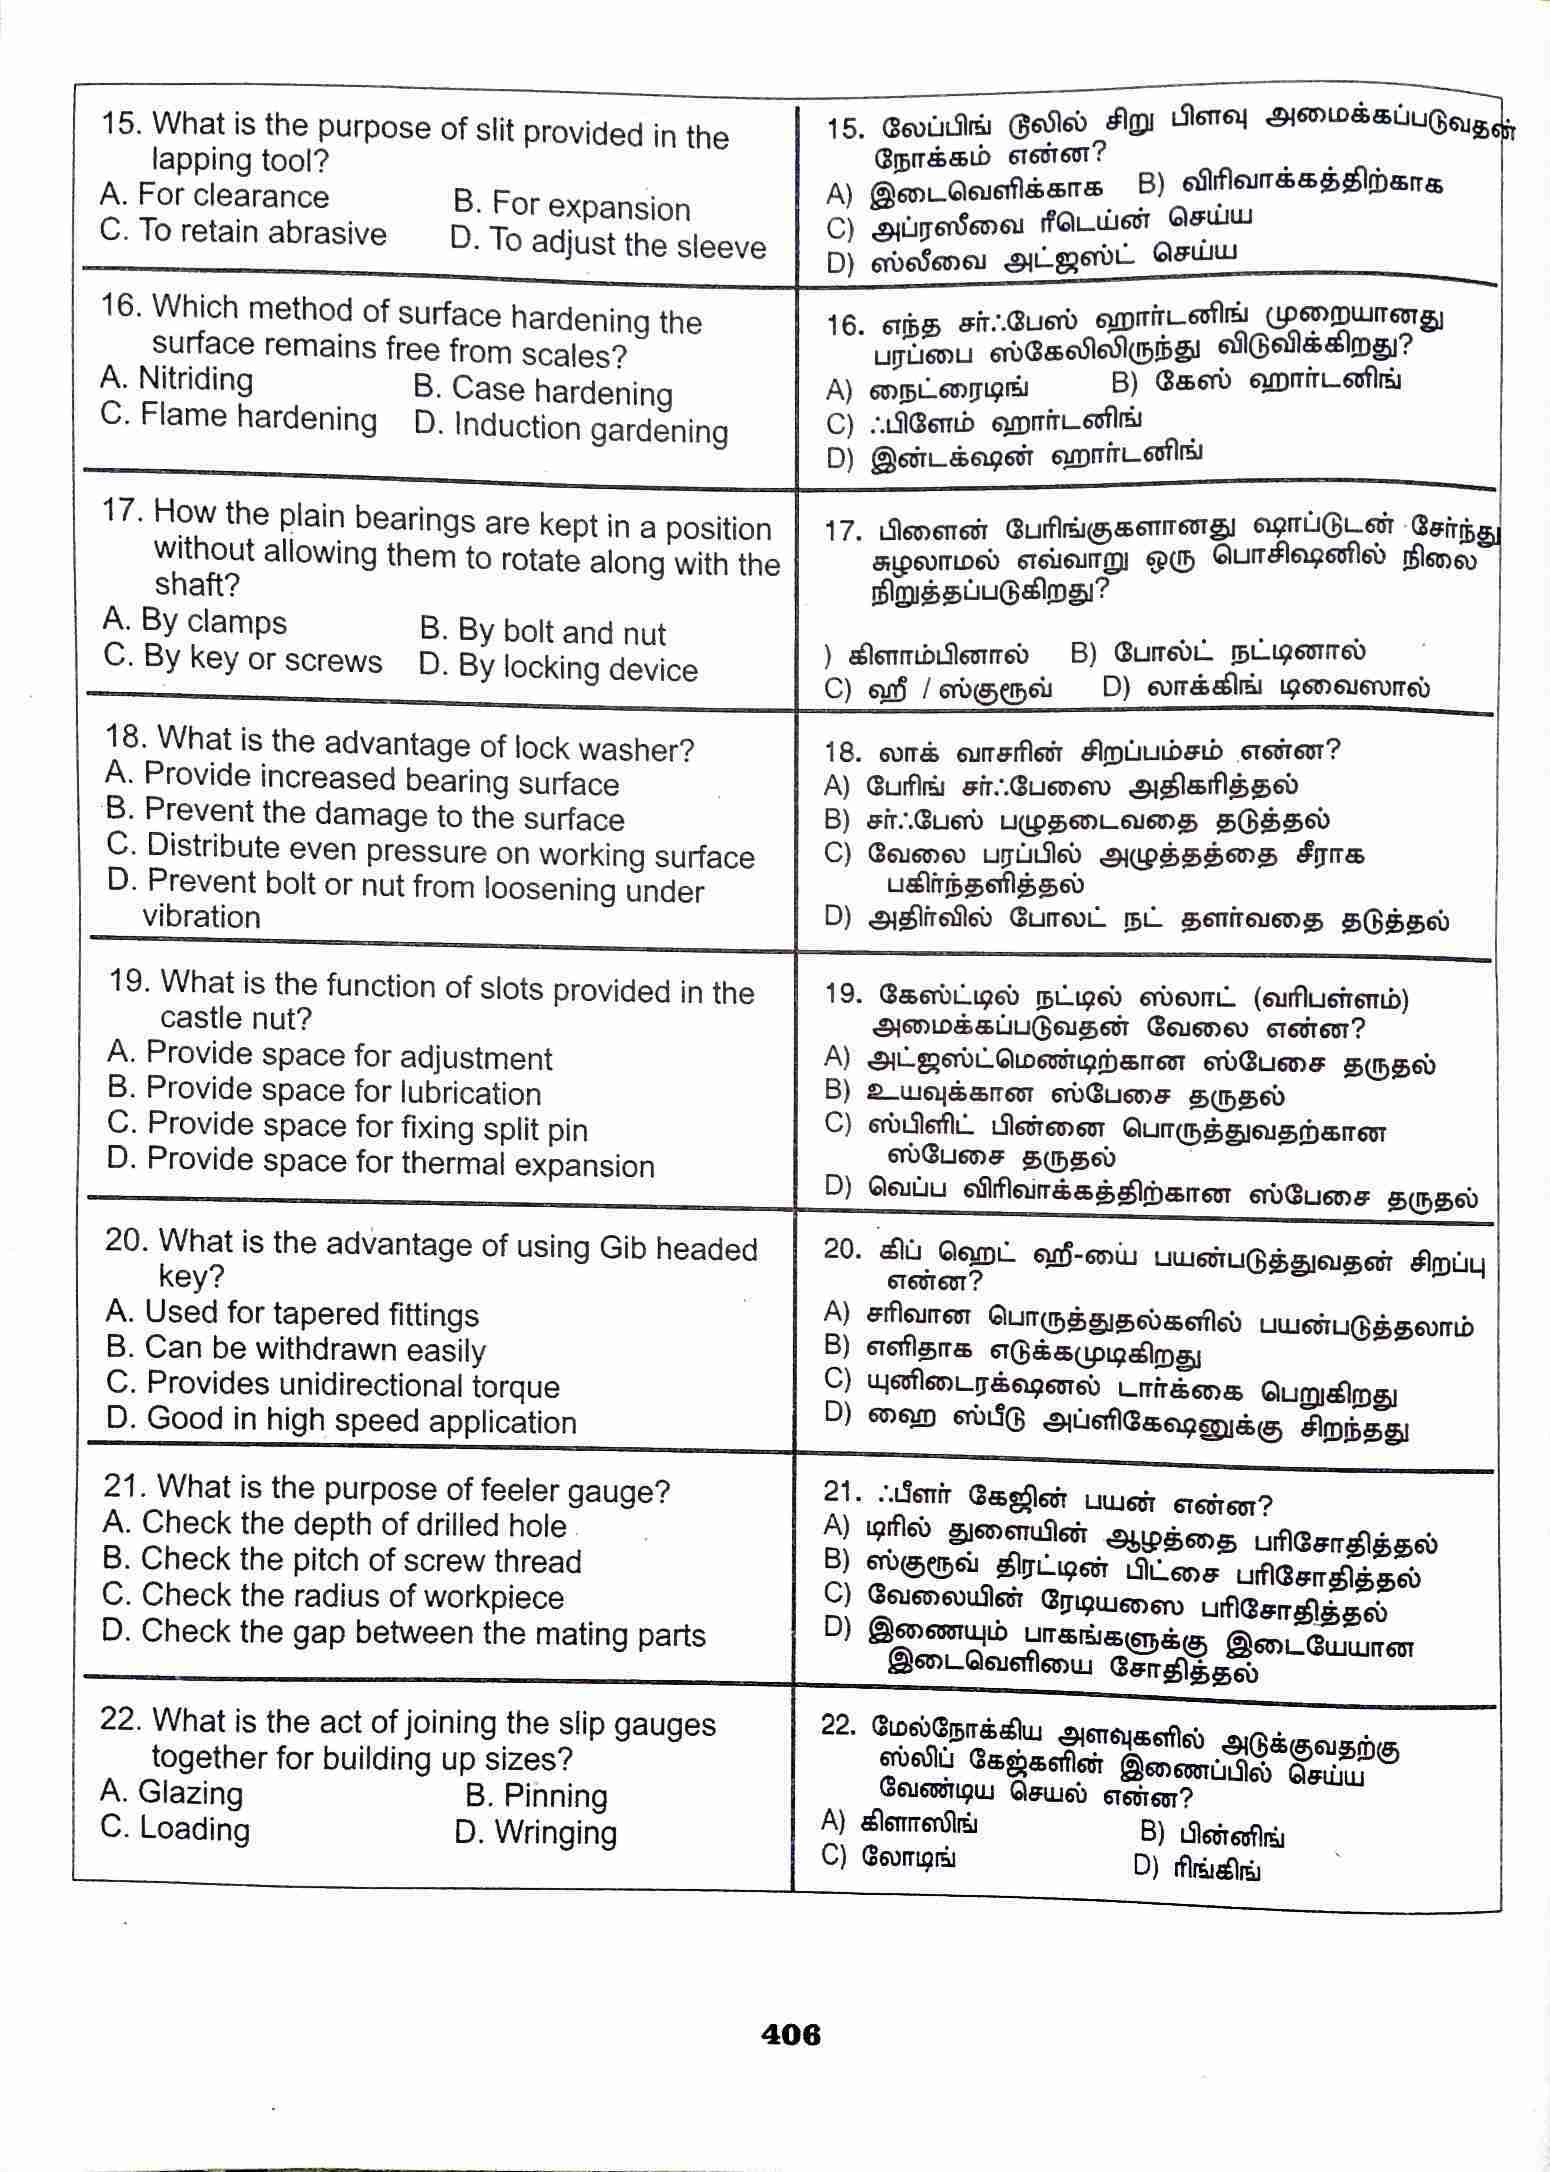 15. What is the purpose of slit provided in the
lapping tool?
A. For clearance B. For expansion
C. To retain abrasive D. To adjust the sleeve
15. லேப்பிங் டூலில் சிறு பிளவு அமைக்கப்படுவதன்
நோக்கம் என்ன?
A) இடைவெளிக்காக B) விரிவாக்கத்திற்காக
C) அப்ரஸீவை ரீடெய்ன் செய்ய
D) ஸ்லீவை அட்ஜஸ்ட் செய்ய
16. Which method of surface hardening the
surface remains free from scales?
A. Nitriding B. Case hardening
C. Flame hardening D. Induction gardening
16. எந்த சர்ஃபேஸ் ஹார்டனிங் முறையானது
பரப்பை ஸ்கேலிலிருந்து விடுவிக்கிறது?
A) நைட்ரைடிங் B) கேஸ் ஹார்டனிங்
C) ஃபிளேம் ஹார்டனிங்
D) இன்டக்ஷன் ஹார்டனிங்
17. How the plain bearings are kept in a position
without allowing them to rotate along with the
shaft?
A. By clamps B. By bolt and nut
C. By key or screws D. By locking device
17. பிளைன் பேரிங்குகளானது ஷாப்டுடன் சேர்ந்து
சுழலாமல் எவ்வாறு ஒரு பொசிஷனில் நிலை
நிறுத்தப்படுகிறது?
) கிளாம்பினால் B) போல்ட் நட்டினால்
C) ஹீ / ஸ்குரூவ் D) லாக்கிங் டிவைஸால்
18. What is the advantage of lock washer?
A. Provide increased bearing surface
B. Prevent the damage to the surface
C. Distribute even pressure on working surface
D. Prevent bolt or nut from loosening under
vibration
18. லாக் வாசரின் சிறப்பம்சம் என்ன?
A) பேரிங் சர்ஃபேஸை அதிகரித்தல்
B) சர்ஃபேஸ் பழுதடைவதை தடுத்தல்
C) வேலை பரப்பில் அழுத்தத்தை சீராக
பகிர்ந்தளித்தல்
D) அதிர்வில் போலட் நட் தளர்வதை தடுத்தல்
19. What is the function of slots provided in the
castle nut?
A. Provide space for adjustment
B. Provide space for lubrication
C. Provide space for fixing split pin
D. Provide space for thermal expansion
19. கேஸ்ட்டில் நட்டில் ஸ்லாட் (வரிபள்ளம்)
அமைக்கப்படுவதன் வேலை என்ன?
A) அட்ஜஸ்ட்மெண்டிற்கான ஸ்பேசை தருதல்
B) உயவுக்கான ஸ்பேசை தருதல்
C) ஸ்பிளிட் பின்னை பொருத்துவதற்கான
ஸ்பேசை தருதல்
D) வெப்ப விரிவாக்கத்திற்கான ஸ்பேசை தருதல்
20. What is the advantage of using Gib headed
key?
A. Used for tapered fittings
B. Can be withdrawn easily
C. Provides unidirectional torque
D. Good in high speed application
20. கிப் ஹெட் ஹீ-யை பயன்படுத்துவதன் சிறப்பு
என்ன?
A) சரிவான பொருத்துதல்களில் பயன்படுத்தலாம்
B) எளிதாக எடுக்கமுடிகிறது
C) யுனிடைரக்ஷனல் டார்க்கை பெறுகிறது
D) ஹை ஸ்பீடு அப்ளிகேஷனுக்கு சிறந்தது
21. What is the purpose of feeler gauge?
A. Check the depth of drilled hole
B. Check the pitch of screw thread
C. Check the radius of workpiece
D. Check the gap between the mating parts
21. ஃபீளர் கேஜின் பயன் என்ன?
A) டிரில் துளையின் ஆழத்தை பரிசோதித்தல்
B) ஸ்குரூவ் திரட்டின் பிட்சை பரிசோதித்தல்
C) வேலையின் ரேடியஸை பரிசோதித்தல்
D) இணையும் பாகங்களுக்கு இடையேயான
இடைவெளியை சோதித்தல்
22. What is the act of joining the slip gauges
together for building up sizes?
A. Glazing B. Pinning
C. Loading D. Wringing
22. மேல்நோக்கிய அளவுகளில் அடுக்குவதற்கு
ஸ்லிப் கேஜ்களின் இணைப்பில் செய்ய
வேண்டிய செயல் என்ன?
A) கிளாஸிங் B) பின்னிங்
C) லோடிங் D) ரிங்கிங்
406